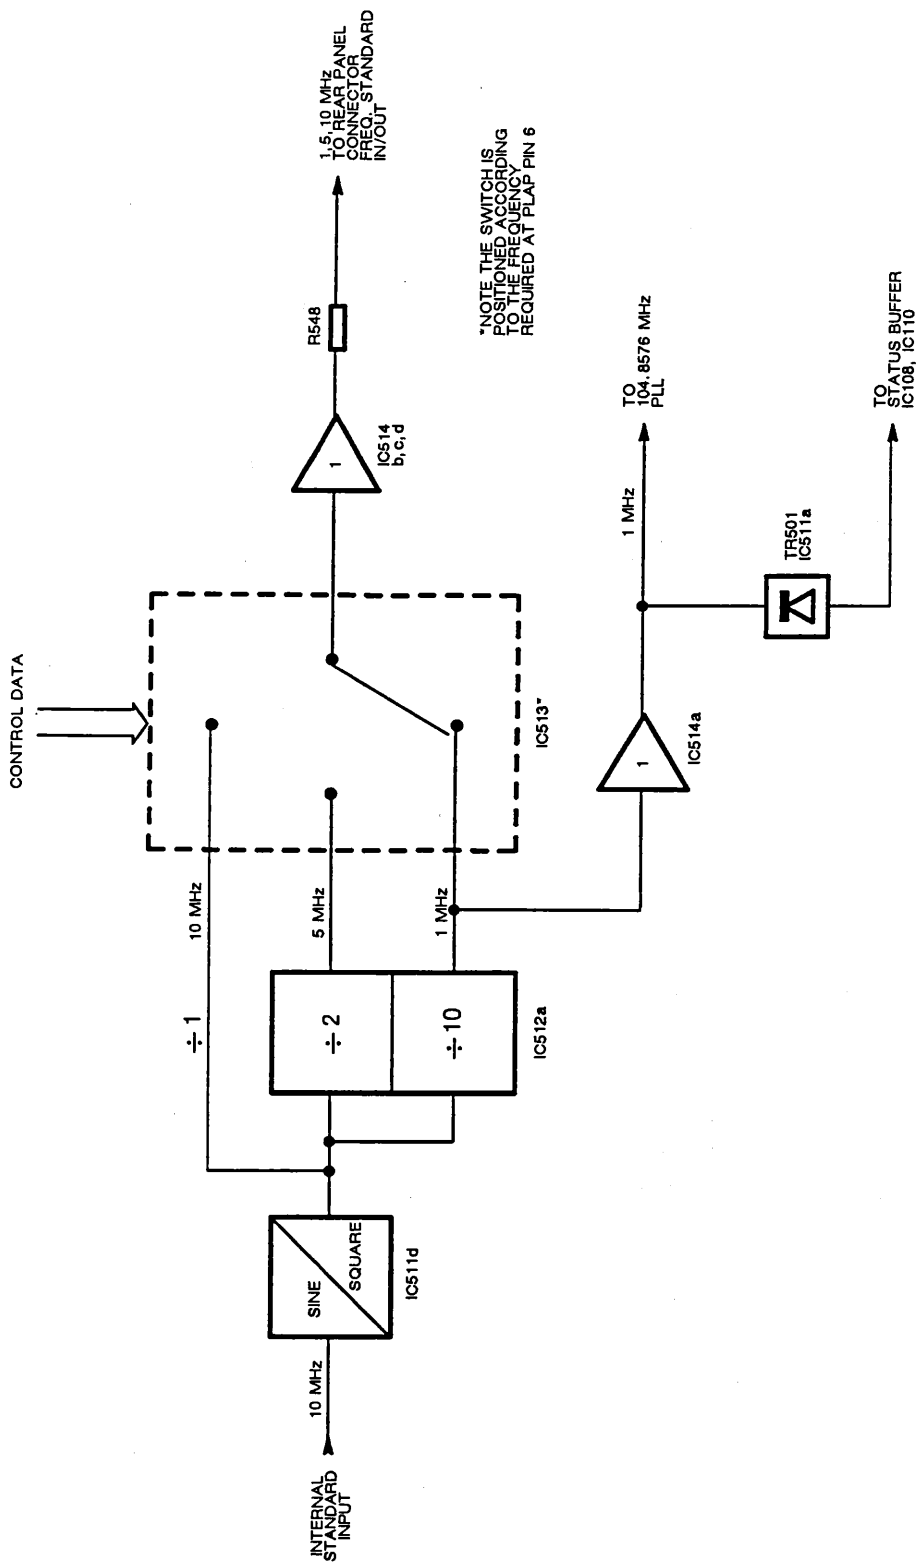 CONTROL DATA
1, 5, 10 MHz
TO REAR PANEL
CONNECTOR
FREQ. STANDARD
IN/OUT
R548
1
IC514
b, c, d
*NOTE THE SWITCH IS
POSITIONED ACCORDING
TO THE FREQUENCY
REQUIRED AT PLAP PIN 6
INTERNAL
STANDARD
INPUT
10 MHz
SINE
SQUARE
IC511d
÷ 1
10 MHz
÷ 2
5 MHz
÷ 10
1 MHz
IC512a
IC513*
1
IC514a
1 MHz
TO
104.8576 MHz
PLL
TR501
IC511a
TO
STATUS BUFFER
IC108, IC110